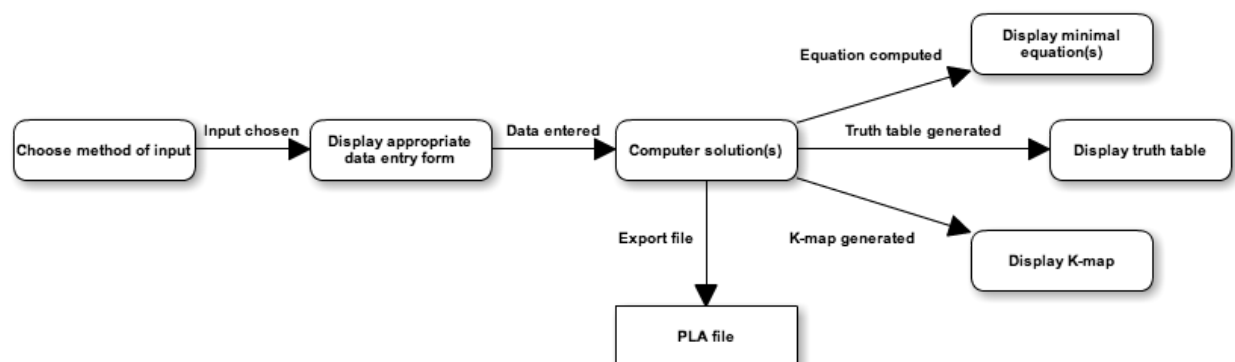 Display minimal
equation(s)
Equation computed
Choose method of input
Input chosen
Display appropriate
data entry form
Data entered
Computer solution(s)
Truth table generated
Display truth table
Export file
K-map generated
Display K-map
PLA file